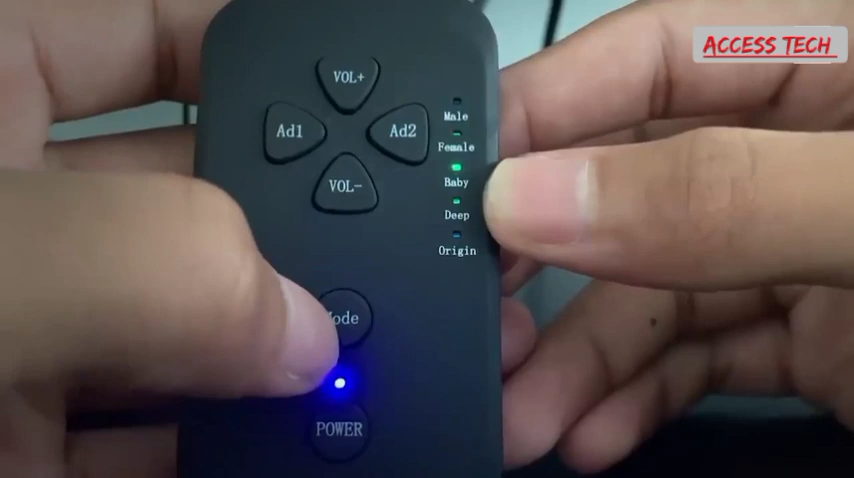 ACCESS TECH
VOL+
Ad1
Ad2
VOL-
Male
Female
Baby
Deep
Origin
POWER